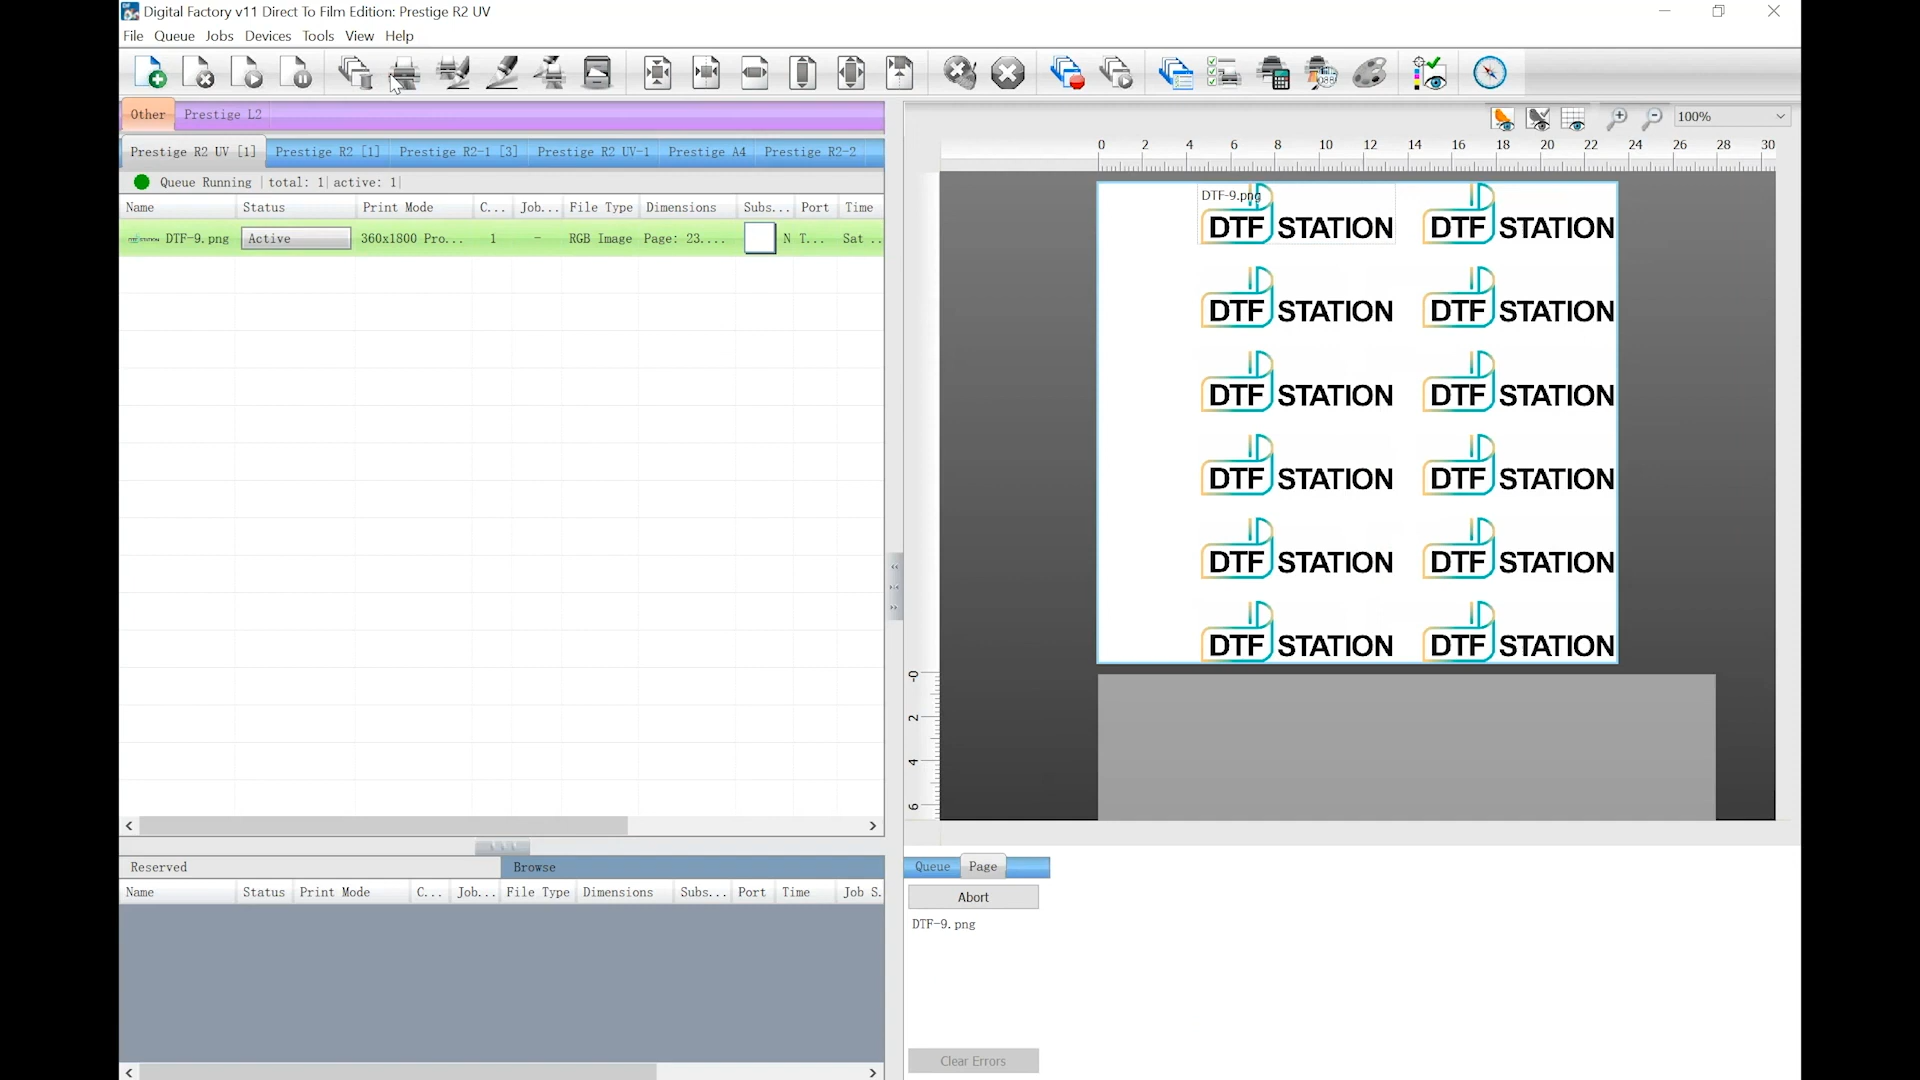 Digital Factory v11 Direct To Film Edition: Prestige R2 UV
File Queue Jobs Devices Tools View Help
Other Prestige L2
Prestige R2 UV [1] Prestige R2 [1] Prestige R2-1 [3] Prestige R2 UV-1 Prestige A4 Prestige R2-2
Queue Running total: 1 active: 1
Name Status Print Mode C... Job... File Type Dimensions Subs... Port Time
DTF-9.png Active 360x1800 Pro... 1 - RGB Image Page: 23.... N T... Sat ..
100%
0 2 4 6 8 10 12 14 16 18 20 22 24 26 28 30
DTF-9.png
DTF STATION DTF STATION
DTF STATION DTF STATION
DTF STATION DTF STATION
DTF STATION DTF STATION
DTF STATION DTF STATION
DTF STATION DTF STATION
-0
2
4
6
Reserved Browse
Name Status Print Mode C... Job... File Type Dimensions Subs... Port Time Job S.
Queue Page
Abort
DTF-9.png
Clear Errors